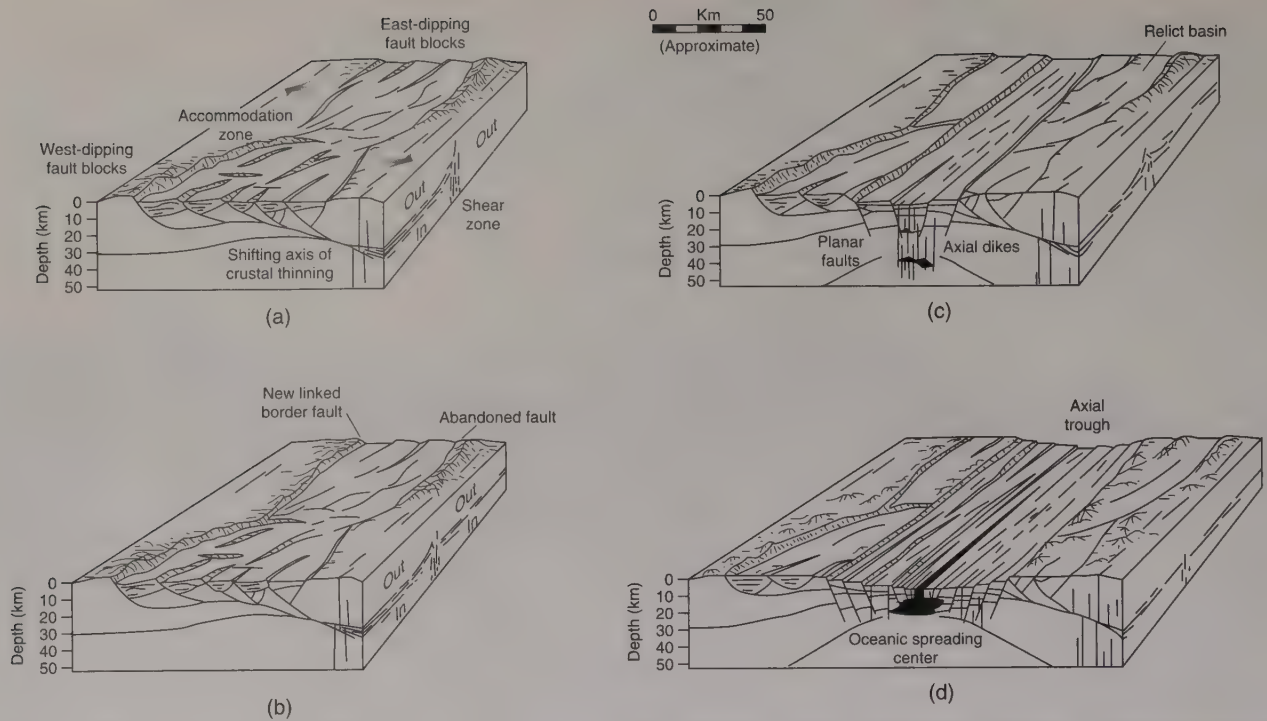 East-dipping
fault blocks
Accommodation
zone
West-dipping
fault blocks
Out
Out
In
Shear
zone
Shifting axis of
crustal thinning
Depth (km)
0
10
20
30
40
50
(a)
0 Km 50
(Approximate)
Relict basin
Planar
faults
Axial dikes
Depth (km)
0
10
20
30
40
50
(c)
New linked
border fault
Abandoned fault
Out
Out
In
In
Depth (km)
0
10
20
30
40
50
(b)
Axial
trough
Oceanic spreading
center
Depth (km)
0
10
20
30
40
50
(d)